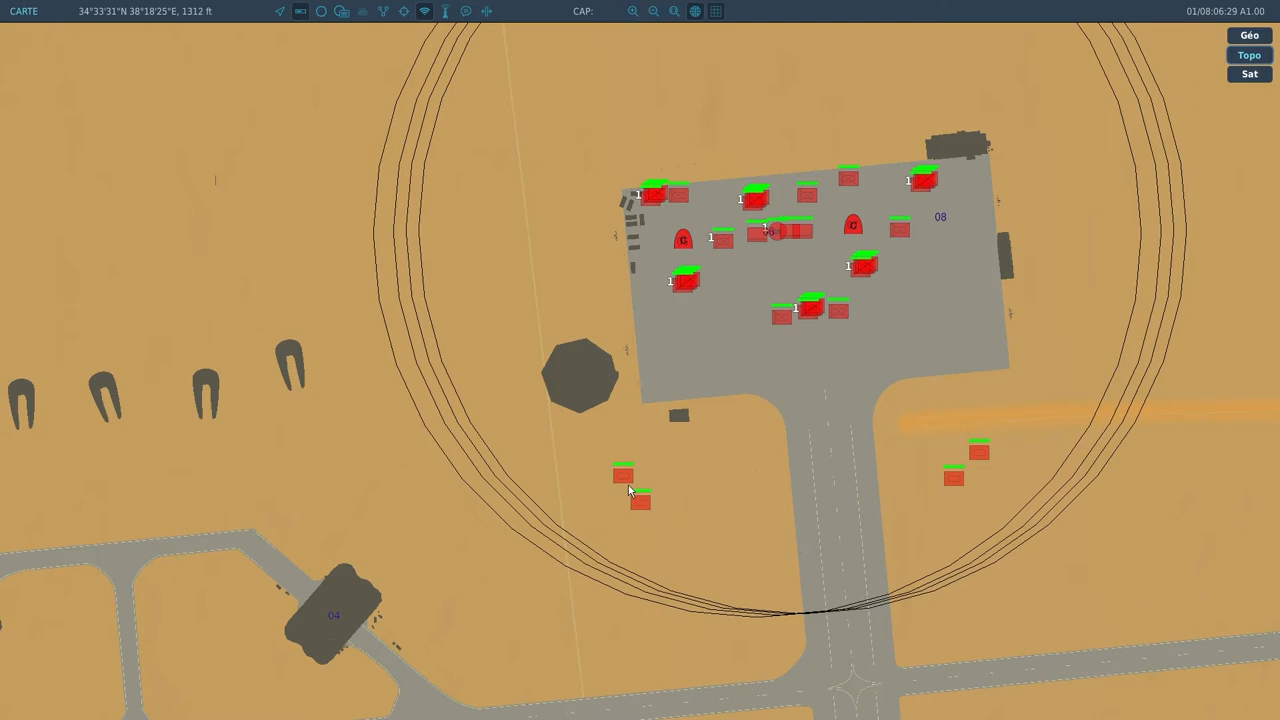 CARTE 34°33'31"N 38°18'25"E, 1312 ft CAP: 01/08:06:29 A1.00
Géo
Topo
Sat
1
1
1
08
G
1
1
G
1
1
1
04